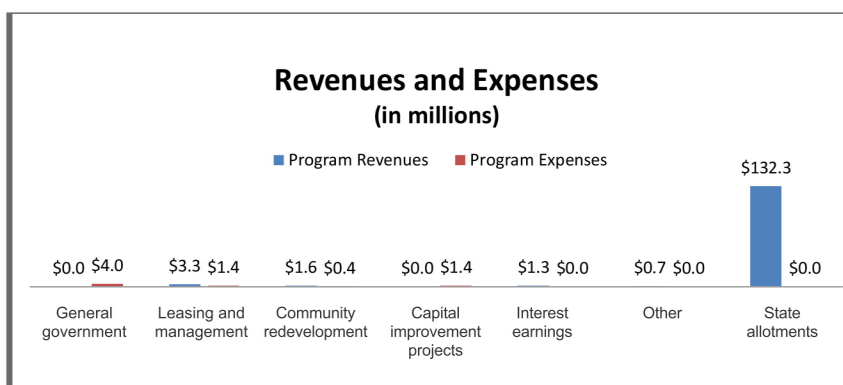 Revenues and Expenses
(in millions)
Program Revenues Program Expenses
$132.3
$0.0 $4.0 $3.3 $1.4 $1.6 $0.4 $0.0 $1.4 $1.3 $0.0 $0.7 $0.0 $0.0
General government
Leasing and management
Community redevelopment
Capital improvement projects
Interest earnings
Other
State allotments